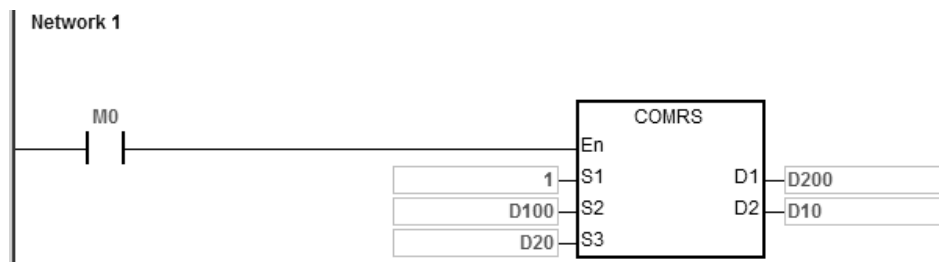 Network 1
M0
COMRS
En
1 S1 D1 D200
D100 S2 D2 D10
D20 S3